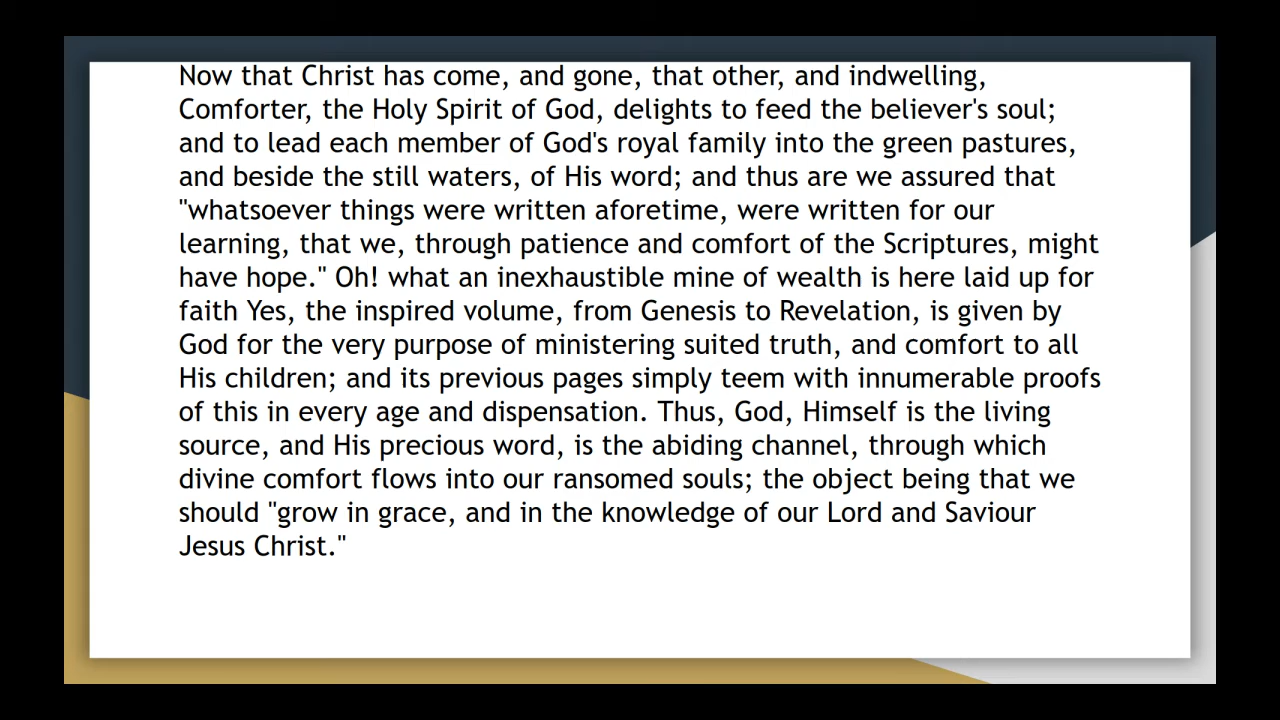 Now that Christ has come, and gone, that other, and indwelling,
Comforter, the Holy Spirit of God, delights to feed the believer's soul;
and to lead each member of God's royal family into the green pastures,
and beside the still waters, of His word; and thus are we assured that
"whatsoever things were written aforetime, were written for our
learning, that we, through patience and comfort of the Scriptures, might
have hope." Oh! what an inexhaustible mine of wealth is here laid up for
faith Yes, the inspired volume, from Genesis to Revelation, is given by
God for the very purpose of ministering suited truth, and comfort to all
His children; and its previous pages simply teem with innumerable proofs
of this in every age and dispensation. Thus, God, Himself is the living
source, and His precious word, is the abiding channel, through which
divine comfort flows into our ransomed souls; the object being that we
should "grow in grace, and in the knowledge of our Lord and Saviour
Jesus Christ."